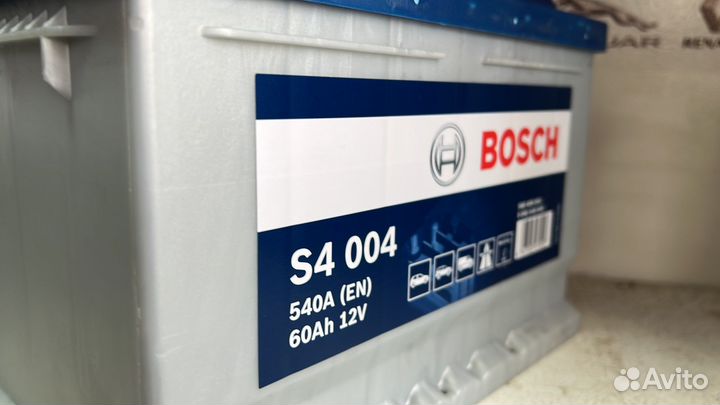 BOSCH
S4 004
540A (EN)
60Ah 12V
Avito